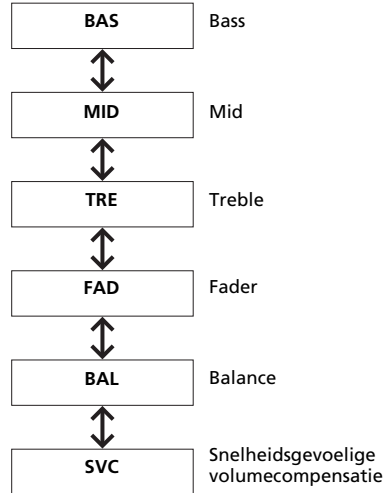 BAS Bass
MID Mid
TRE Treble
FAD Fader
BAL Balance
SVC Snelheidsgevoelige
volumecompensatie